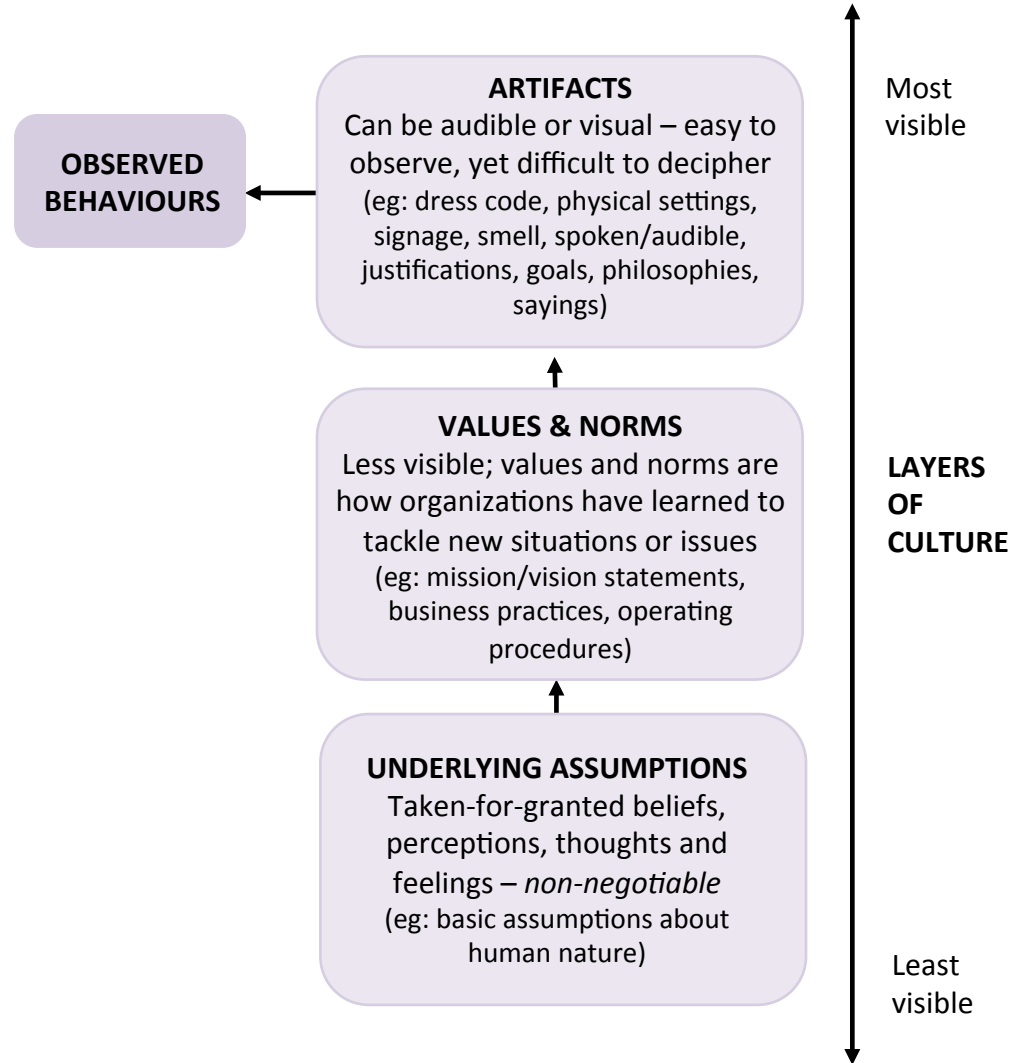 ARTIFACTS
Can be audible or visual – easy to
observe, yet difficult to decipher
(eg: dress code, physical settings,
signage, smell, spoken/audible,
justifications, goals, philosophies,
sayings)
OBSERVED
BEHAVIOURS
VALUES & NORMS
Less visible; values and norms are
how organizations have learned to
tackle new situations or issues
(eg: mission/vision statements,
business practices, operating
procedures)
UNDERLYING ASSUMPTIONS
Taken-for-granted beliefs,
perceptions, thoughts and
feelings – non-negotiable
(eg: basic assumptions about
human nature)
Most
visible
LAYERS
OF
CULTURE
Least
visible